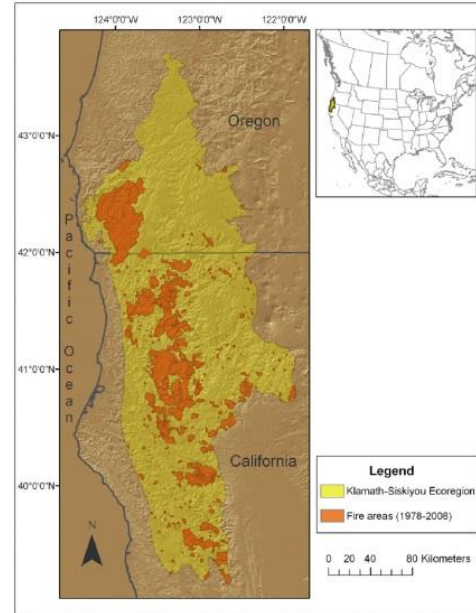 124°0'0"W 123°0'0"W 122°0'0"W
43°0'0"N
Oregon
42°0'0"N
Pacific Ocean
41°0'0"N
California
40°0'0"N
N
Legend
Klamath-Siskiyou Ecoregion
Fire areas (1978-2008)
0 20 40 80 Kilometers